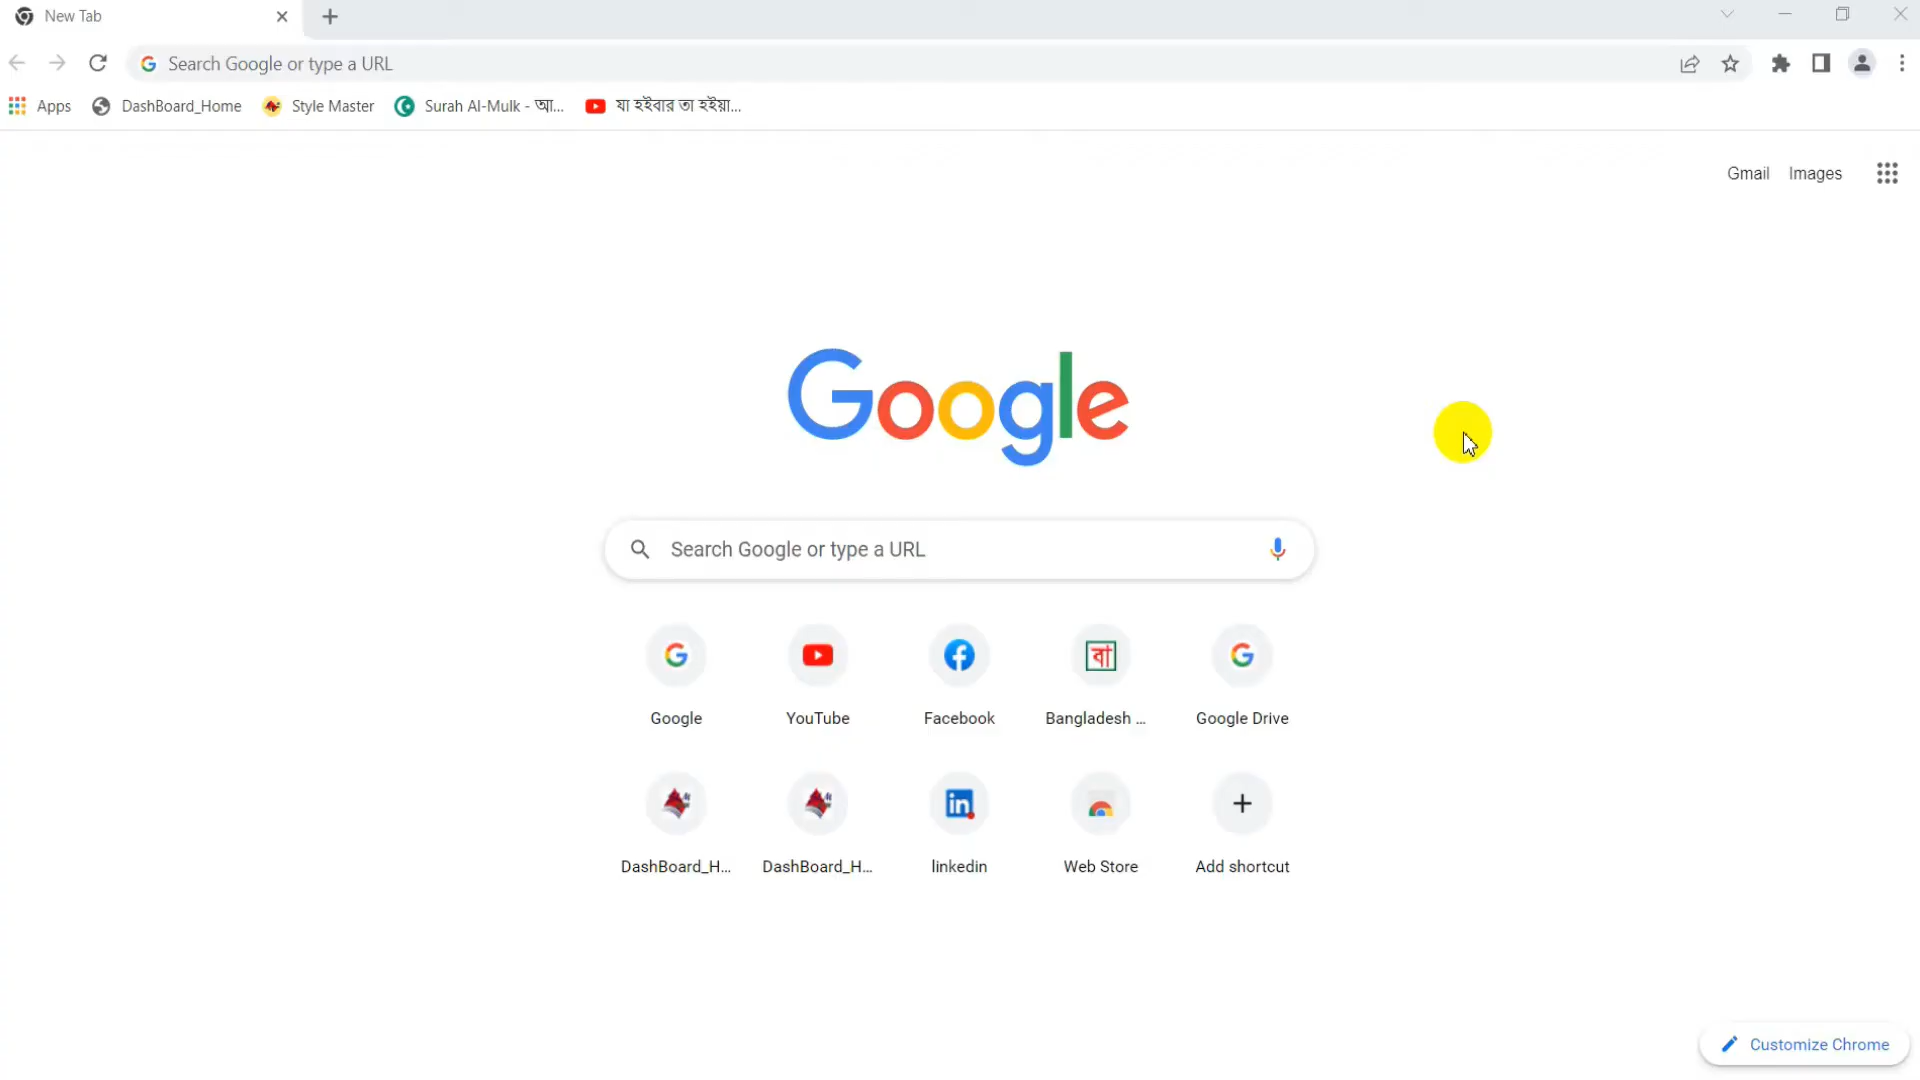 New Tab
Search Google or type a URL
Apps DashBoard_Home Style Master Surah Al-Mulk - আ... যা হইবার তা হইয়া...
Gmail Images
Google
Search Google or type a URL
Google YouTube Facebook Bangladesh ... Google Drive
DashBoard_H... DashBoard_H... linkedin Web Store Add shortcut
Customize Chrome